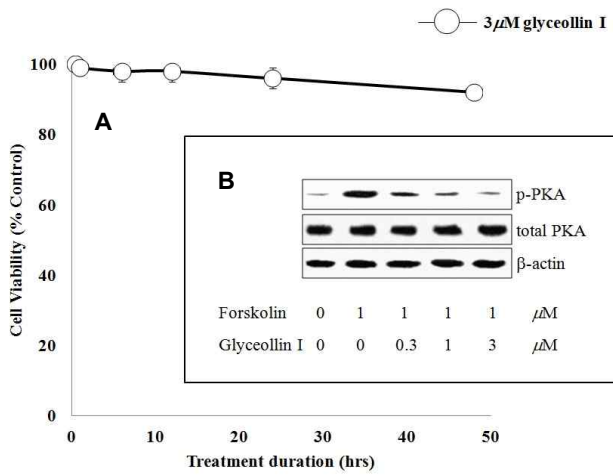 3μM glyceollin I
Cell Viability (% Control)
100
80
60
40
20
0
A
B
p-PKA
total PKA
β-actin
Forskolin 0 1 1 1 1 μM
Glyceollin I 0 0 0.3 1 3 μM
0 10 20 30 40 50
Treatment duration (hrs)